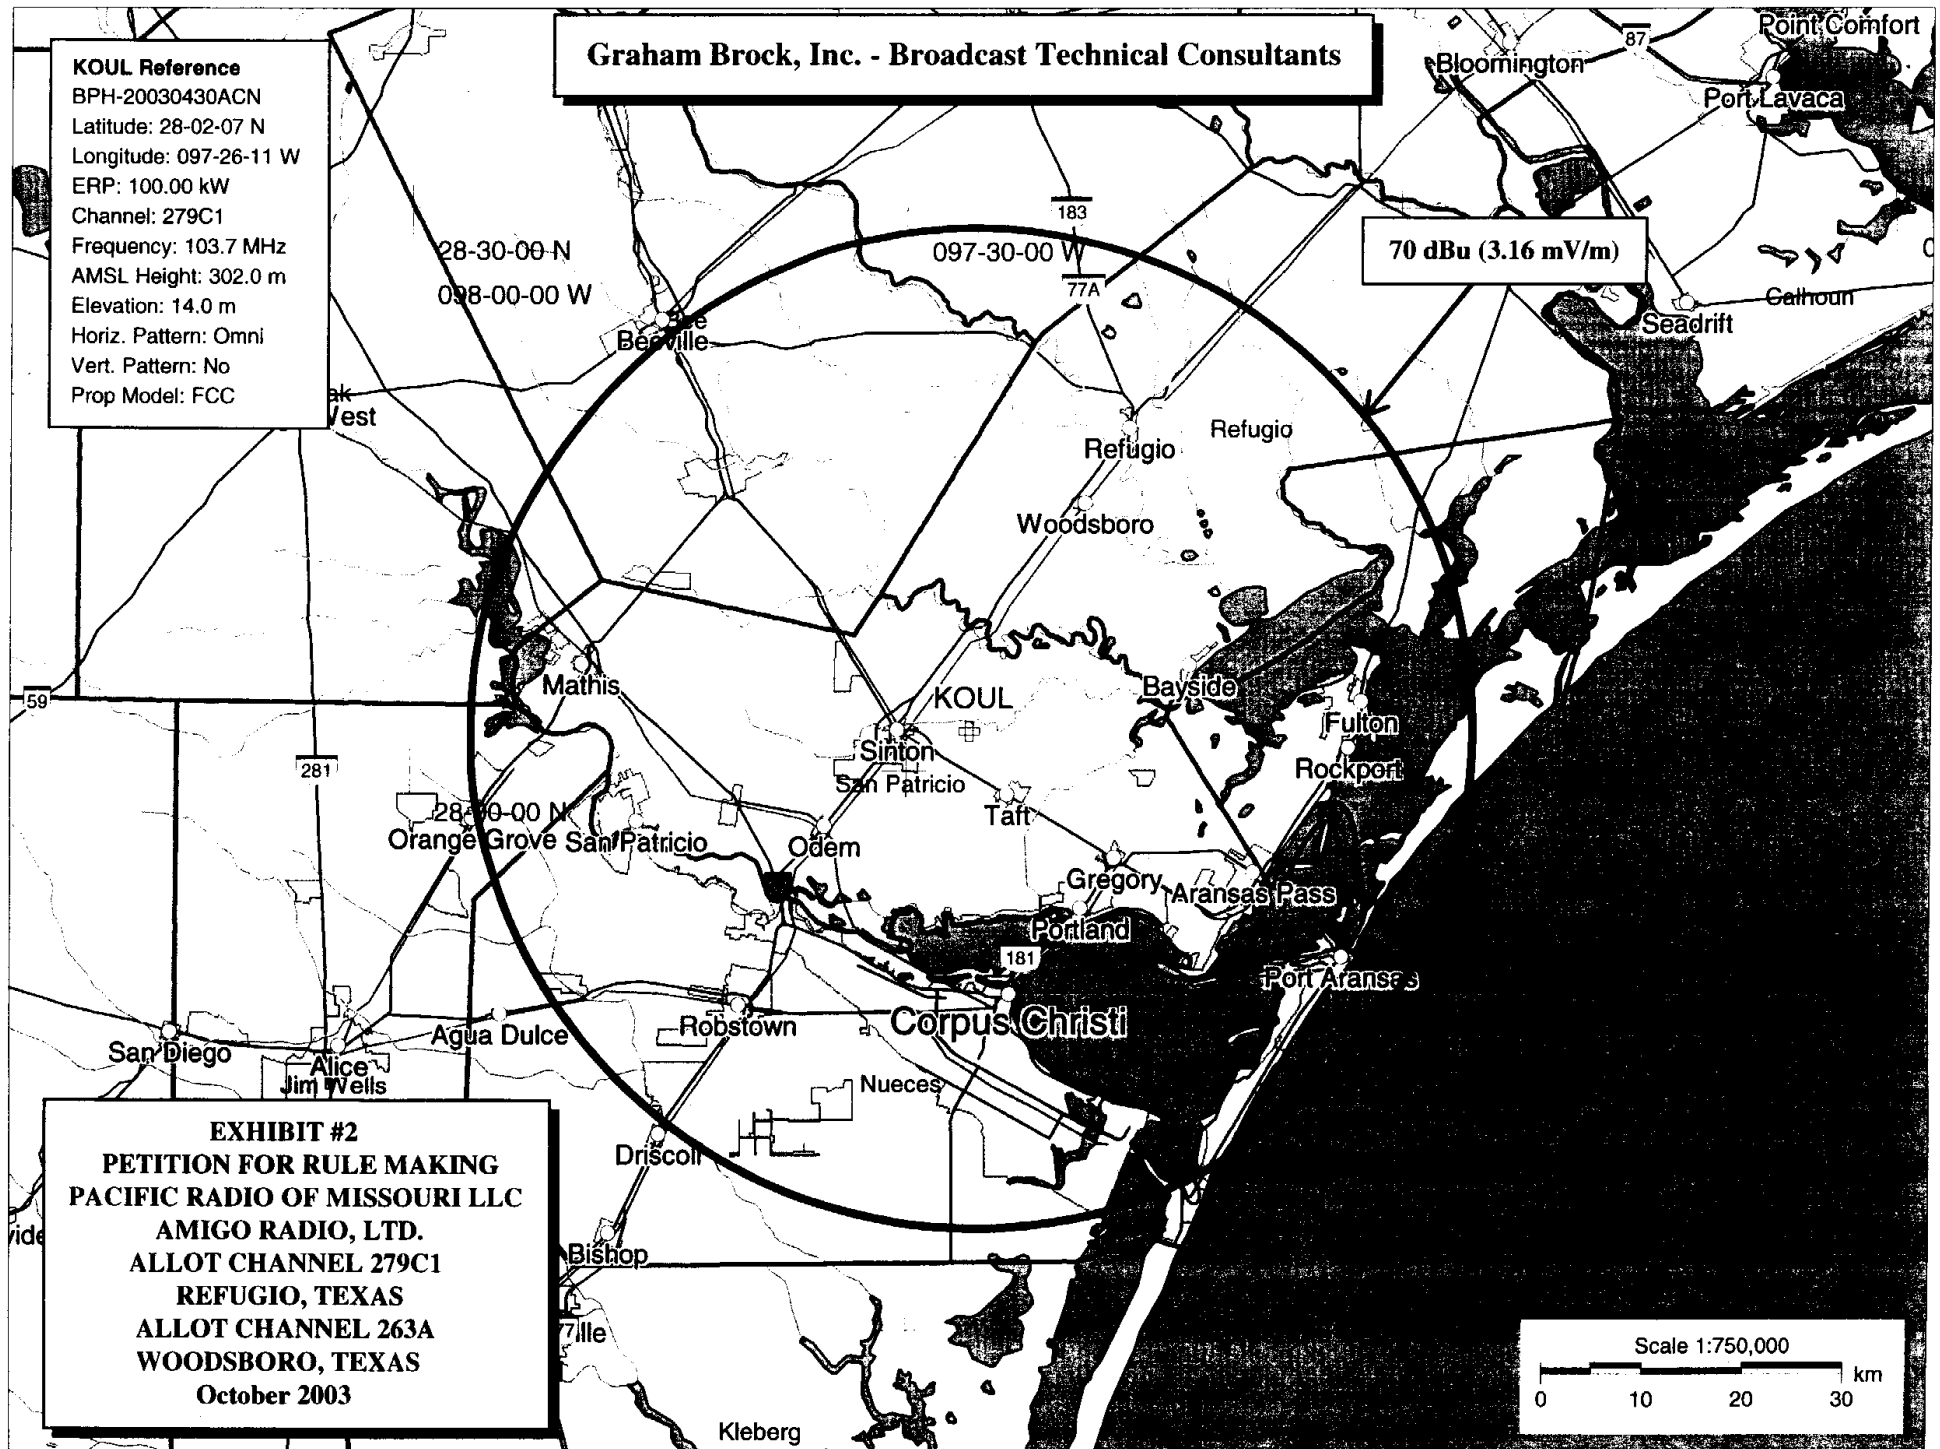 Graham Brock, Inc. - Broadcast Technical Consultants
KOUL Reference
BPH-20030430ACN
Latitude: 28-02-07 N
Longitude: 097-26-11 W
ERP: 100.00 kW
Channel: 279C1
Frequency: 103.7 MHz
AMSL Height: 302.0 m
Elevation: 14.0 m
Horiz. Pattern: Omni
Vert. Pattern: No
Prop Model: FCC
87
Point Comfort
Bloomington
Port Lavaca
183
28-30-00 N
097-30-00 W
70 dBu (3.16 mV/m)
77A
098-00-00 W
Calhoun
Seadrift
Beeville
West
Refugio
Refugio
Woodsboro
Mathis
KOUL
Bayside
59
Fulton
Sinton
281
Rockport
San Patricio
28-00-00 N
Taft
Orange Grove
San Patricio
Odem
Gregory
Aransas Pass
Portland
181
Port Aransas
Corpus Christi
Robstown
Agua Dulce
San Diego
Alice
Jim Wells
Nueces
Driscoll
Bishop
77
Kleberg
EXHIBIT #2
PETITION FOR RULE MAKING
PACIFIC RADIO OF MISSOURI LLC
AMIGO RADIO, LTD.
ALLOT CHANNEL 279C1
REFUGIO, TEXAS
ALLOT CHANNEL 263A
WOODSBORO, TEXAS
October 2003
Scale 1:750,000
km
0 10 20 30